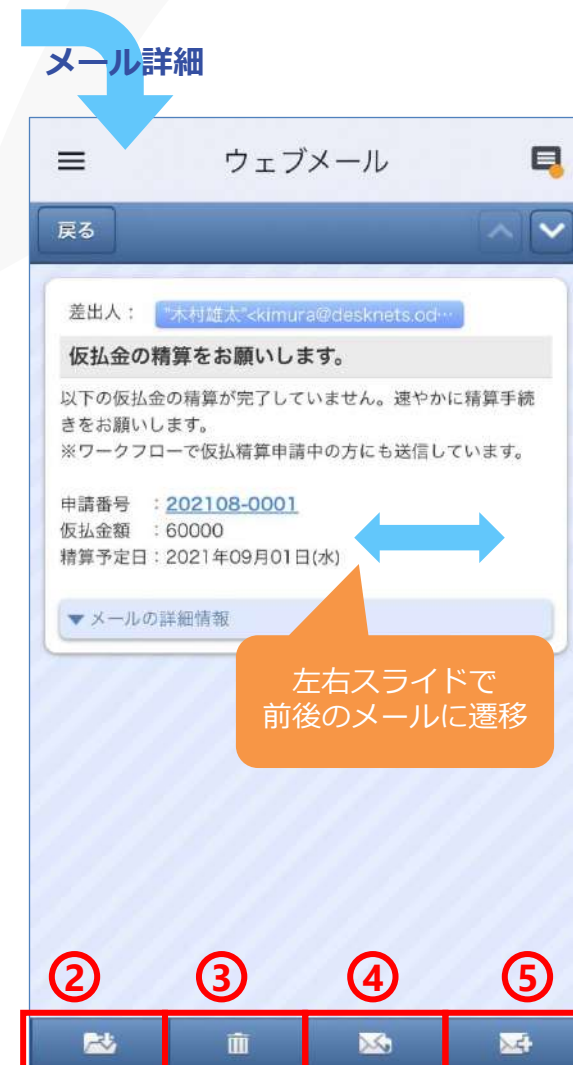 メール詳細
ウェブメール
戻る
差出人： "木村雄太"<kimura@desknets.od…
仮払金の精算をお願いします。
以下の仮払金の精算が完了していません。速やかに精算手続
きをお願いします。
※ワークフローで仮払精算申請中の方にも送信しています。
申請番号　：202108-0001
仮払金額　：60000
精算予定日：2021年09月01日(水)
▼メールの詳細情報
左右スライドで
前後のメールに遷移
② ③ ④ ⑤